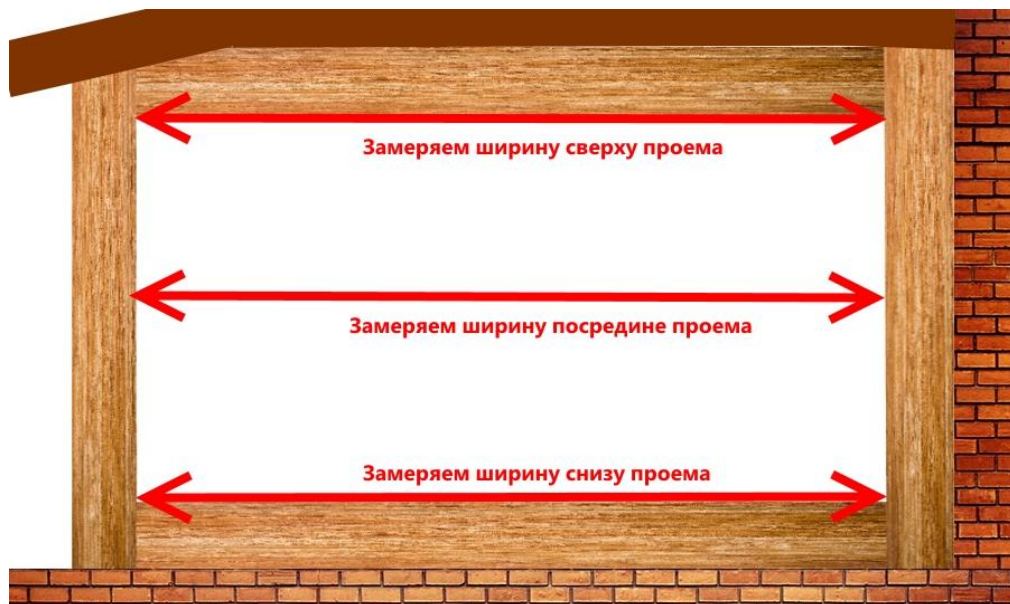 Замеряем ширину сверху проема
Замеряем ширину посредине проема
Замеряем ширину снизу проема